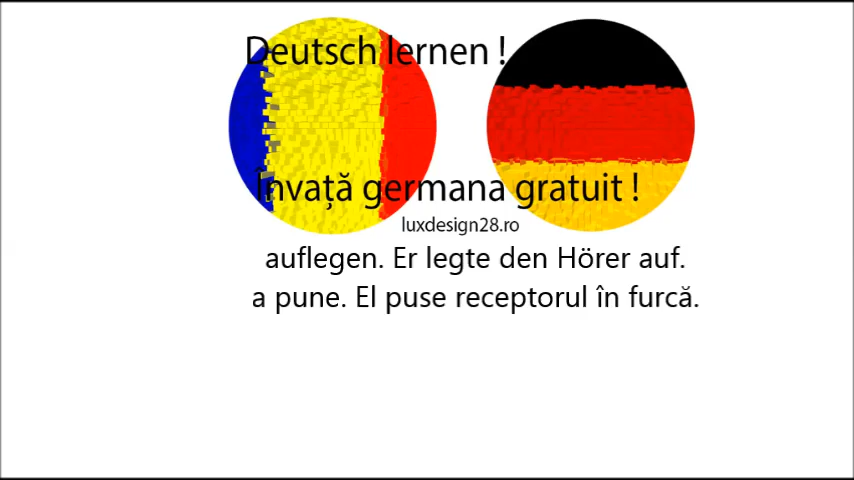 Deutsch lernen !
Învață germana gratuit !
luxdesign28.ro
auflegen. Er legte den Hörer auf.
a pune. El puse receptorul în furcă.